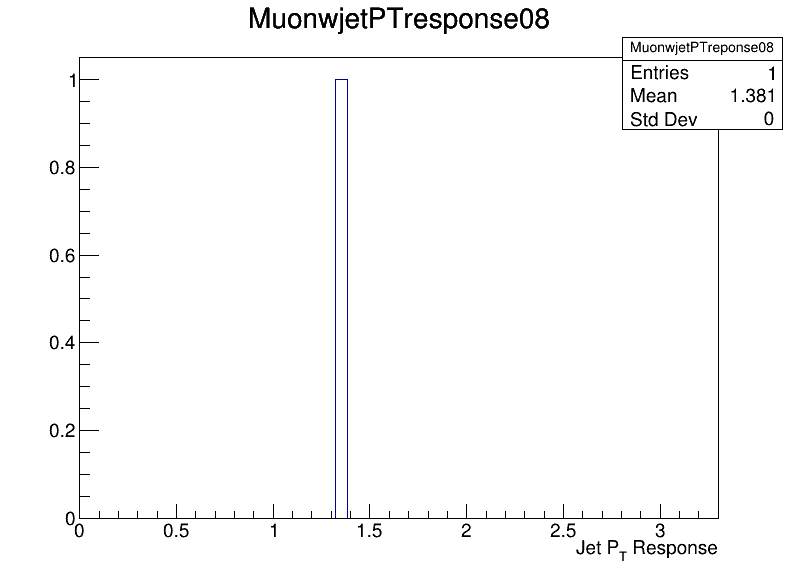 MuonwjetPTresponse08
MuonwjetPTreponse08
Entries 1
Mean 1.381
Std Dev 0
1
0.8
0.6
0.4
0.2
0
0 0.5 1 1.5 2 2.5 3
Jet P_T Response